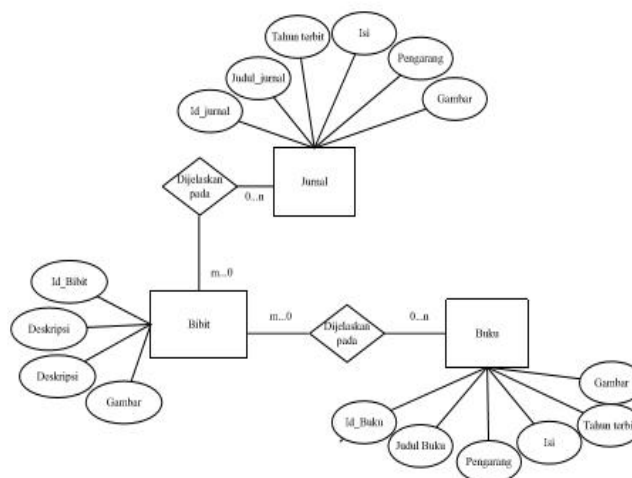 Isi
Tahun terbit
Pengarang
Judul_jurnal
Gambar
Id_jurnal
Jurnal
Dijelaskan
pada
0...n
m...0
Id_Bibit
Deskripsi
Deskripsi
Gambar
Bibit
m...0
Dijelaskan
pada
0...n
Buku
Gambar
Tahun terbit
Isi
Pengarang
Judul Buku
Id_Buku